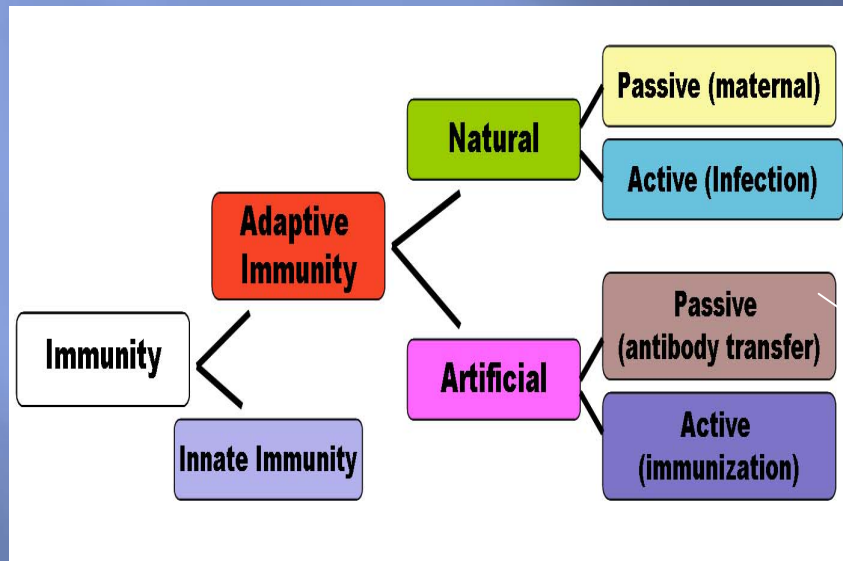 Immunity
Adaptive
Immunity
Innate Immunity
Natural
Artificial
Passive (maternal)
Active (Infection)
Passive
(antibody transfer)
Active
(immunization)